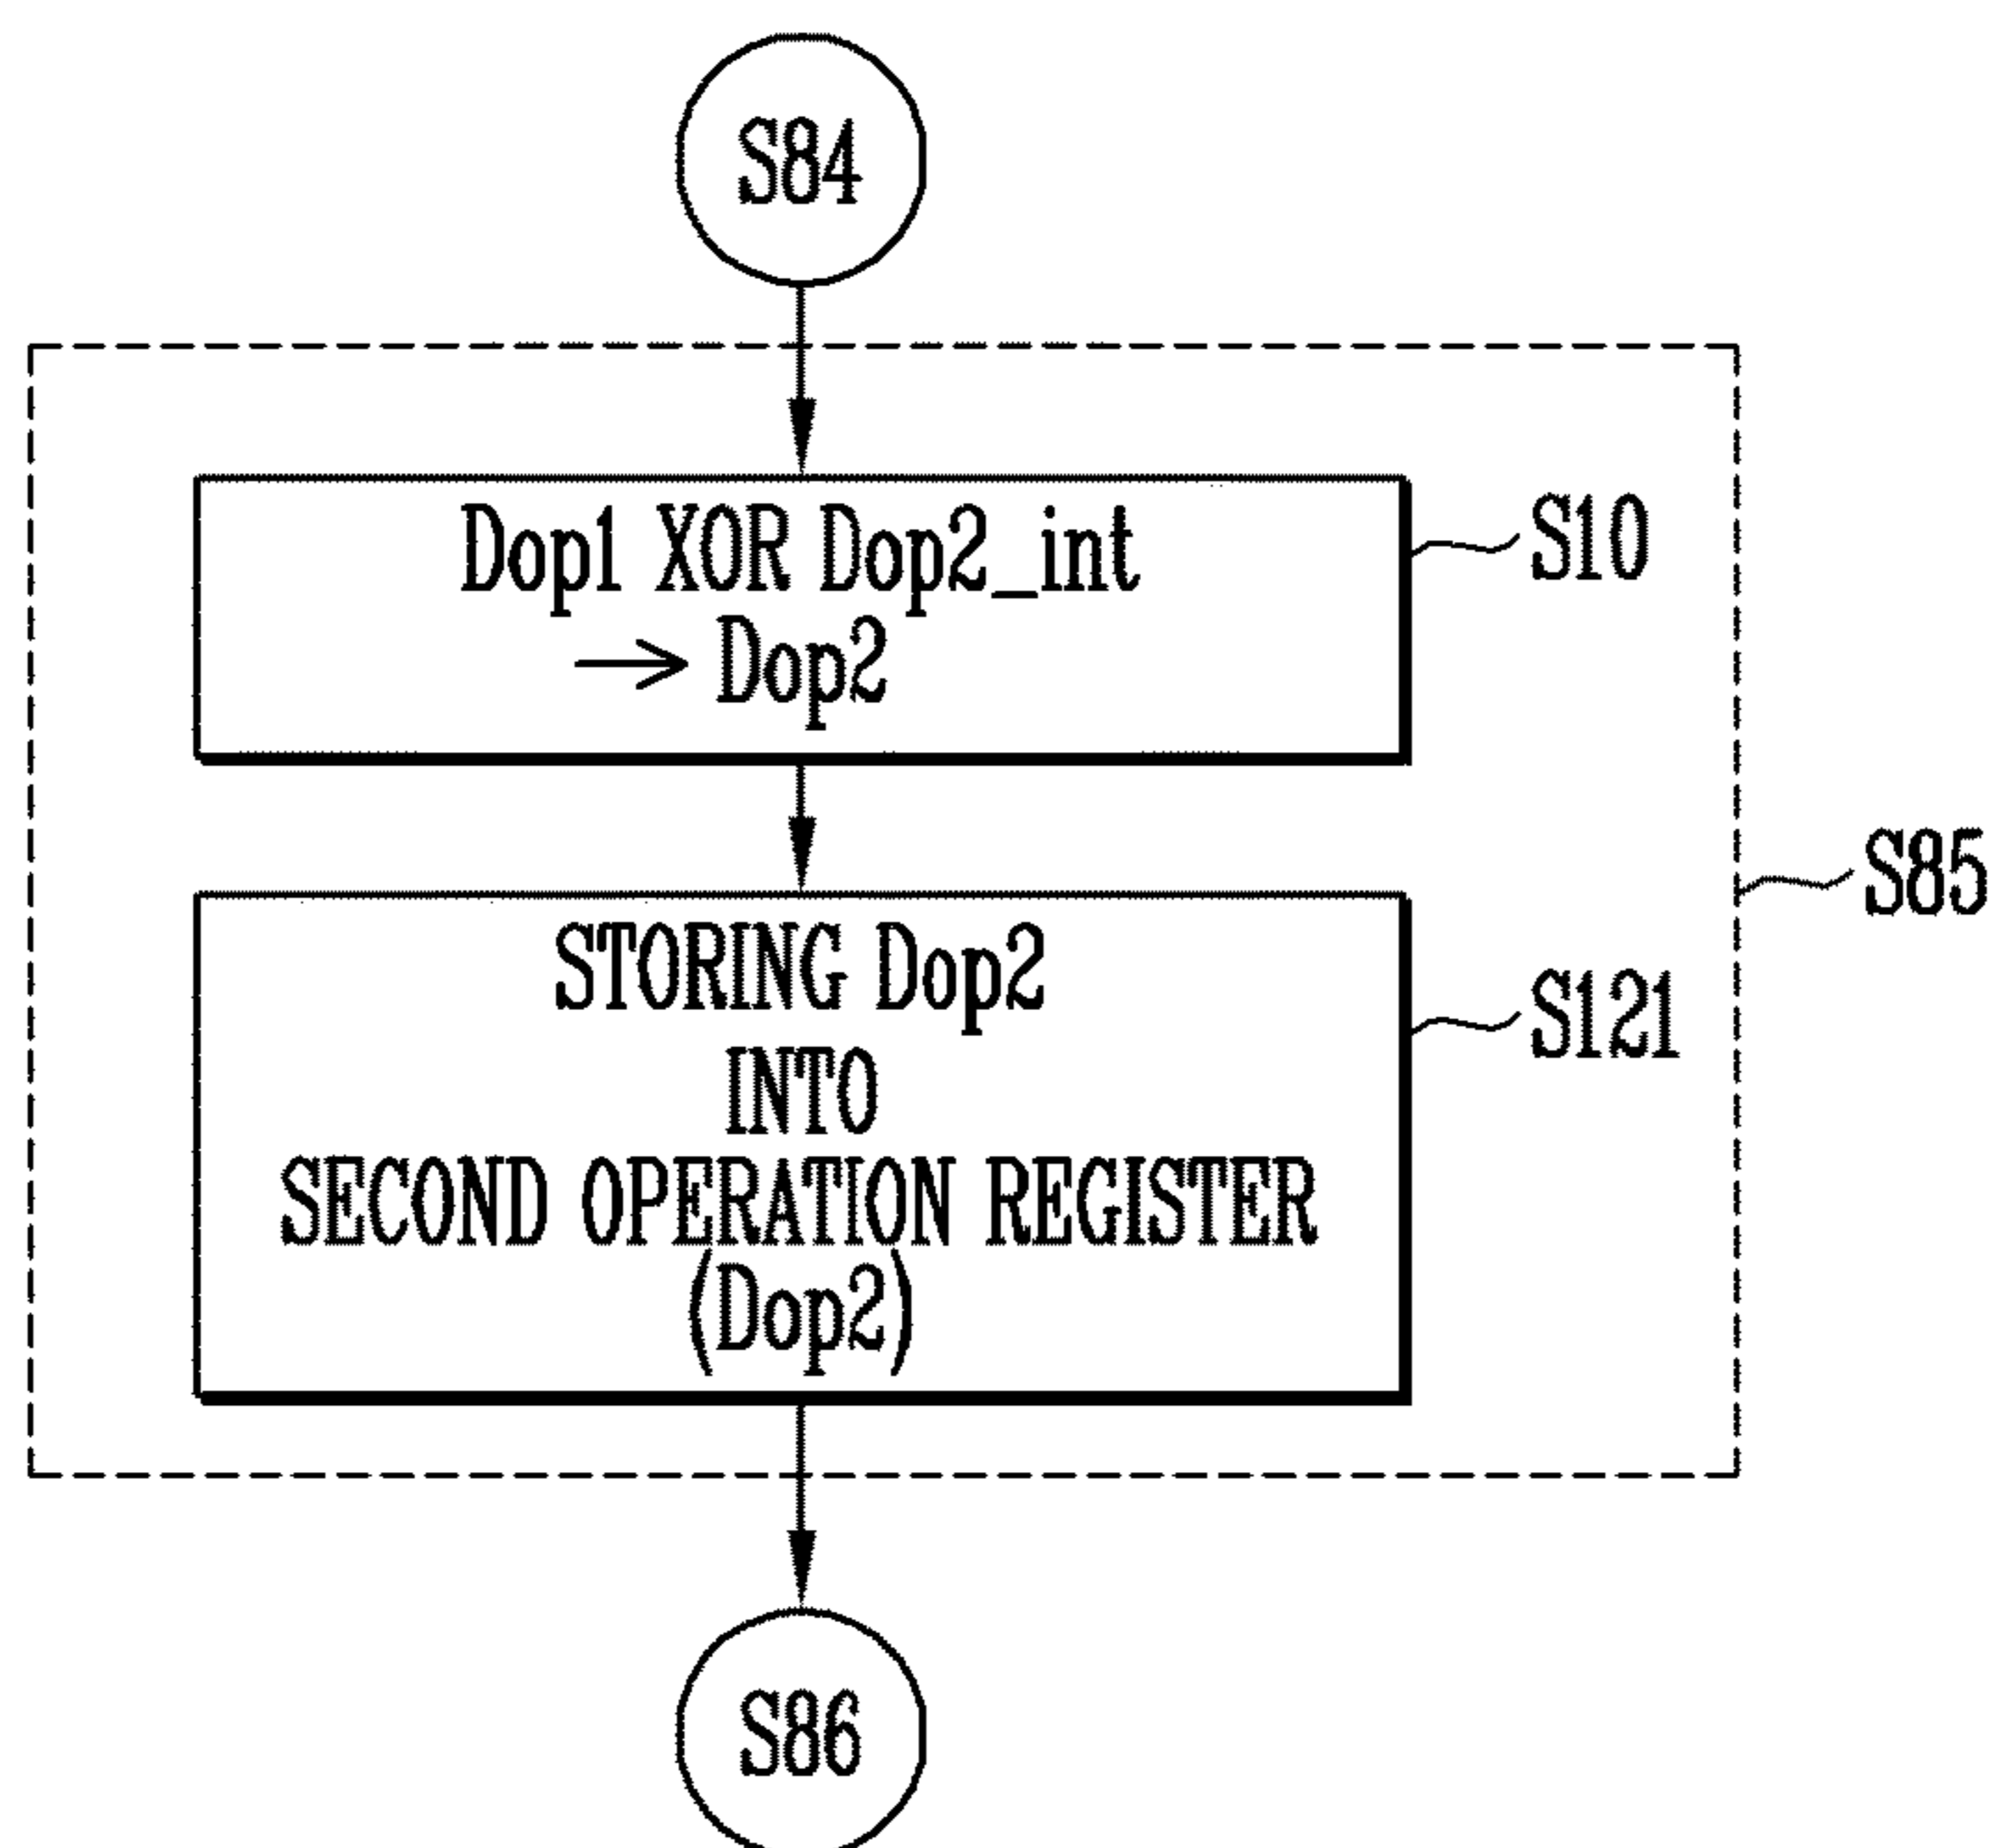 S84
Dop1 XOR Dop2_int
→ Dop2
S10
STORING Dop2
INTO
SECOND OPERATION REGISTER
(Dop2)
S121
S85
S86